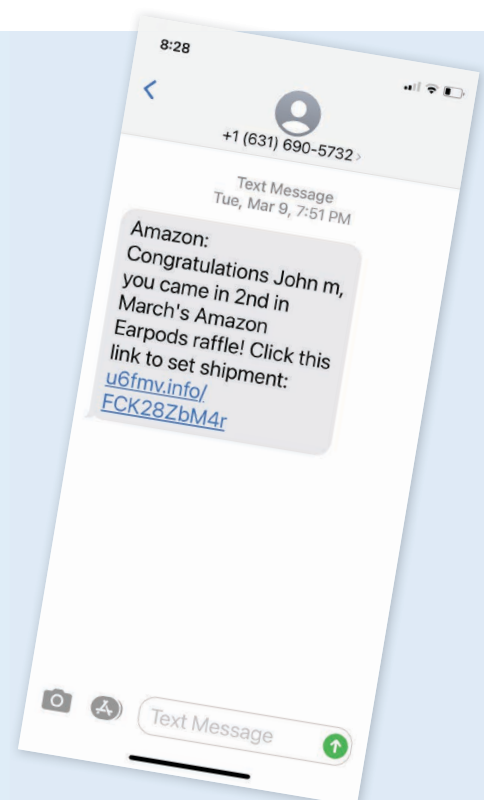 8:28
+1 (631) 690-5732
Text Message
Tue, Mar 9, 7:51 PM
Amazon:
Congratulations John m,
you came in 2nd in
March's Amazon
Earpods raffle! Click this
link to set shipment:
u6fmv.info/
FCK28ZbM4r
Text Message